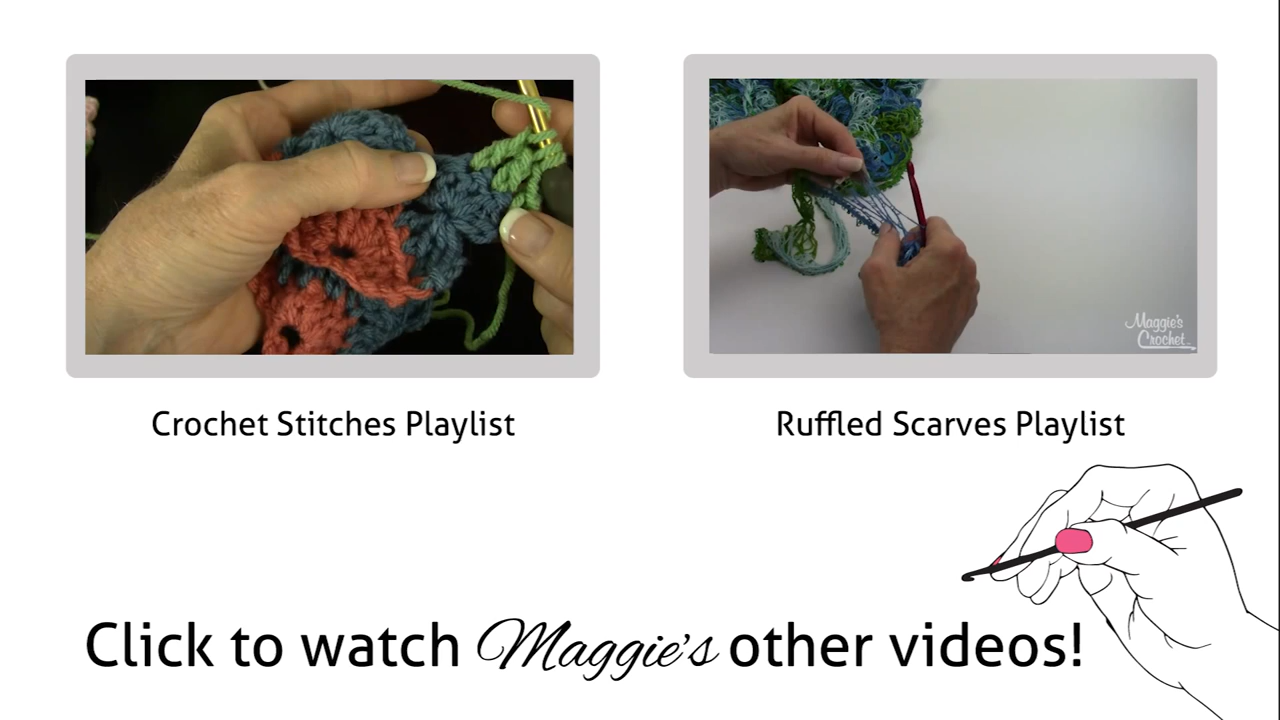 Maggie's
Crochet
Crochet Stitches Playlist
Ruffled Scarves Playlist
Click to watch Maggie's other videos!